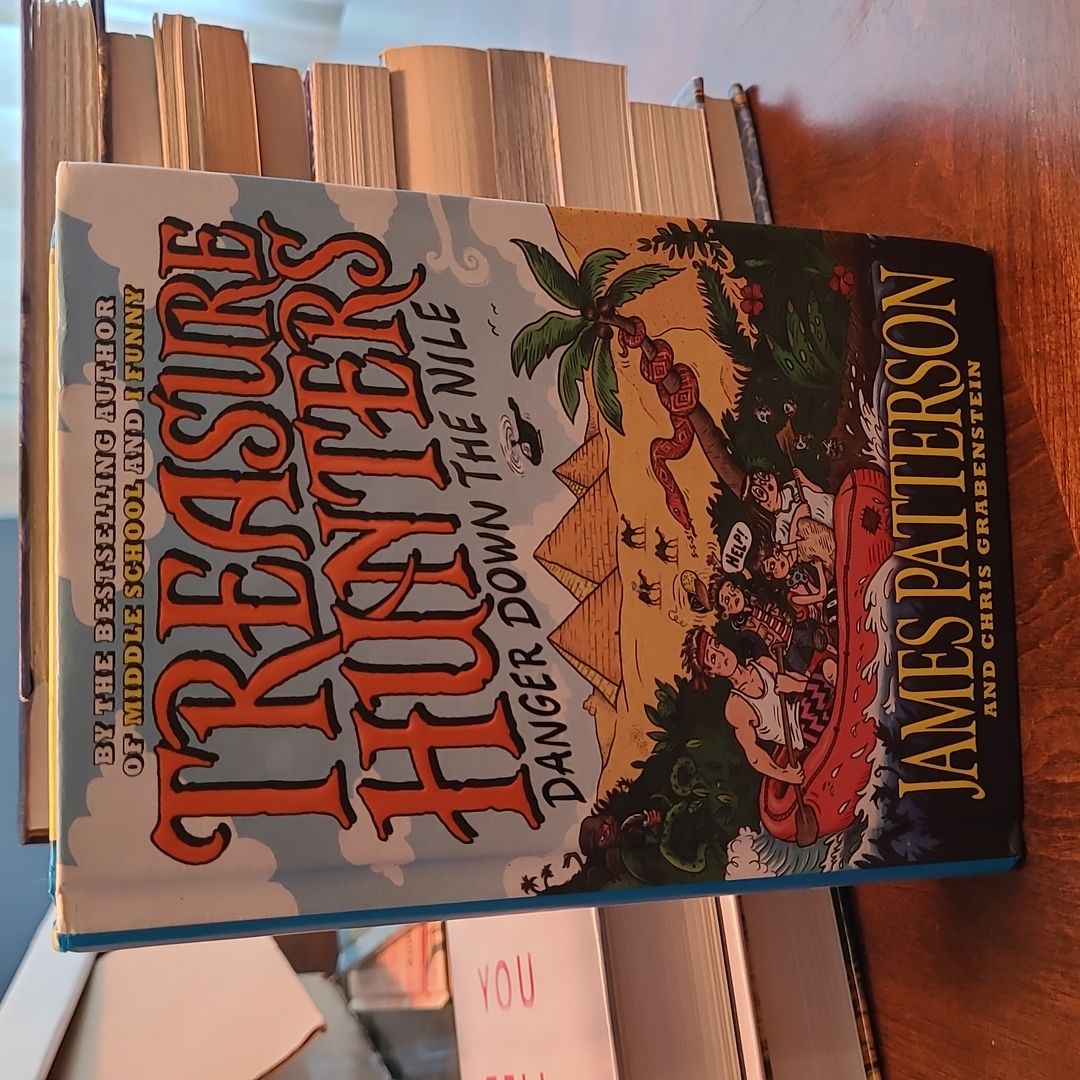 BY THE BESTSELLING AUTHOR
OF MIDDLE SCHOOL AND I FUNNY
TREASURE
HUNTERS
DANGER DOWN THE NILE
HELP!
JAMES PATTERSON
AND CHRIS GRABENSTEIN
YOU